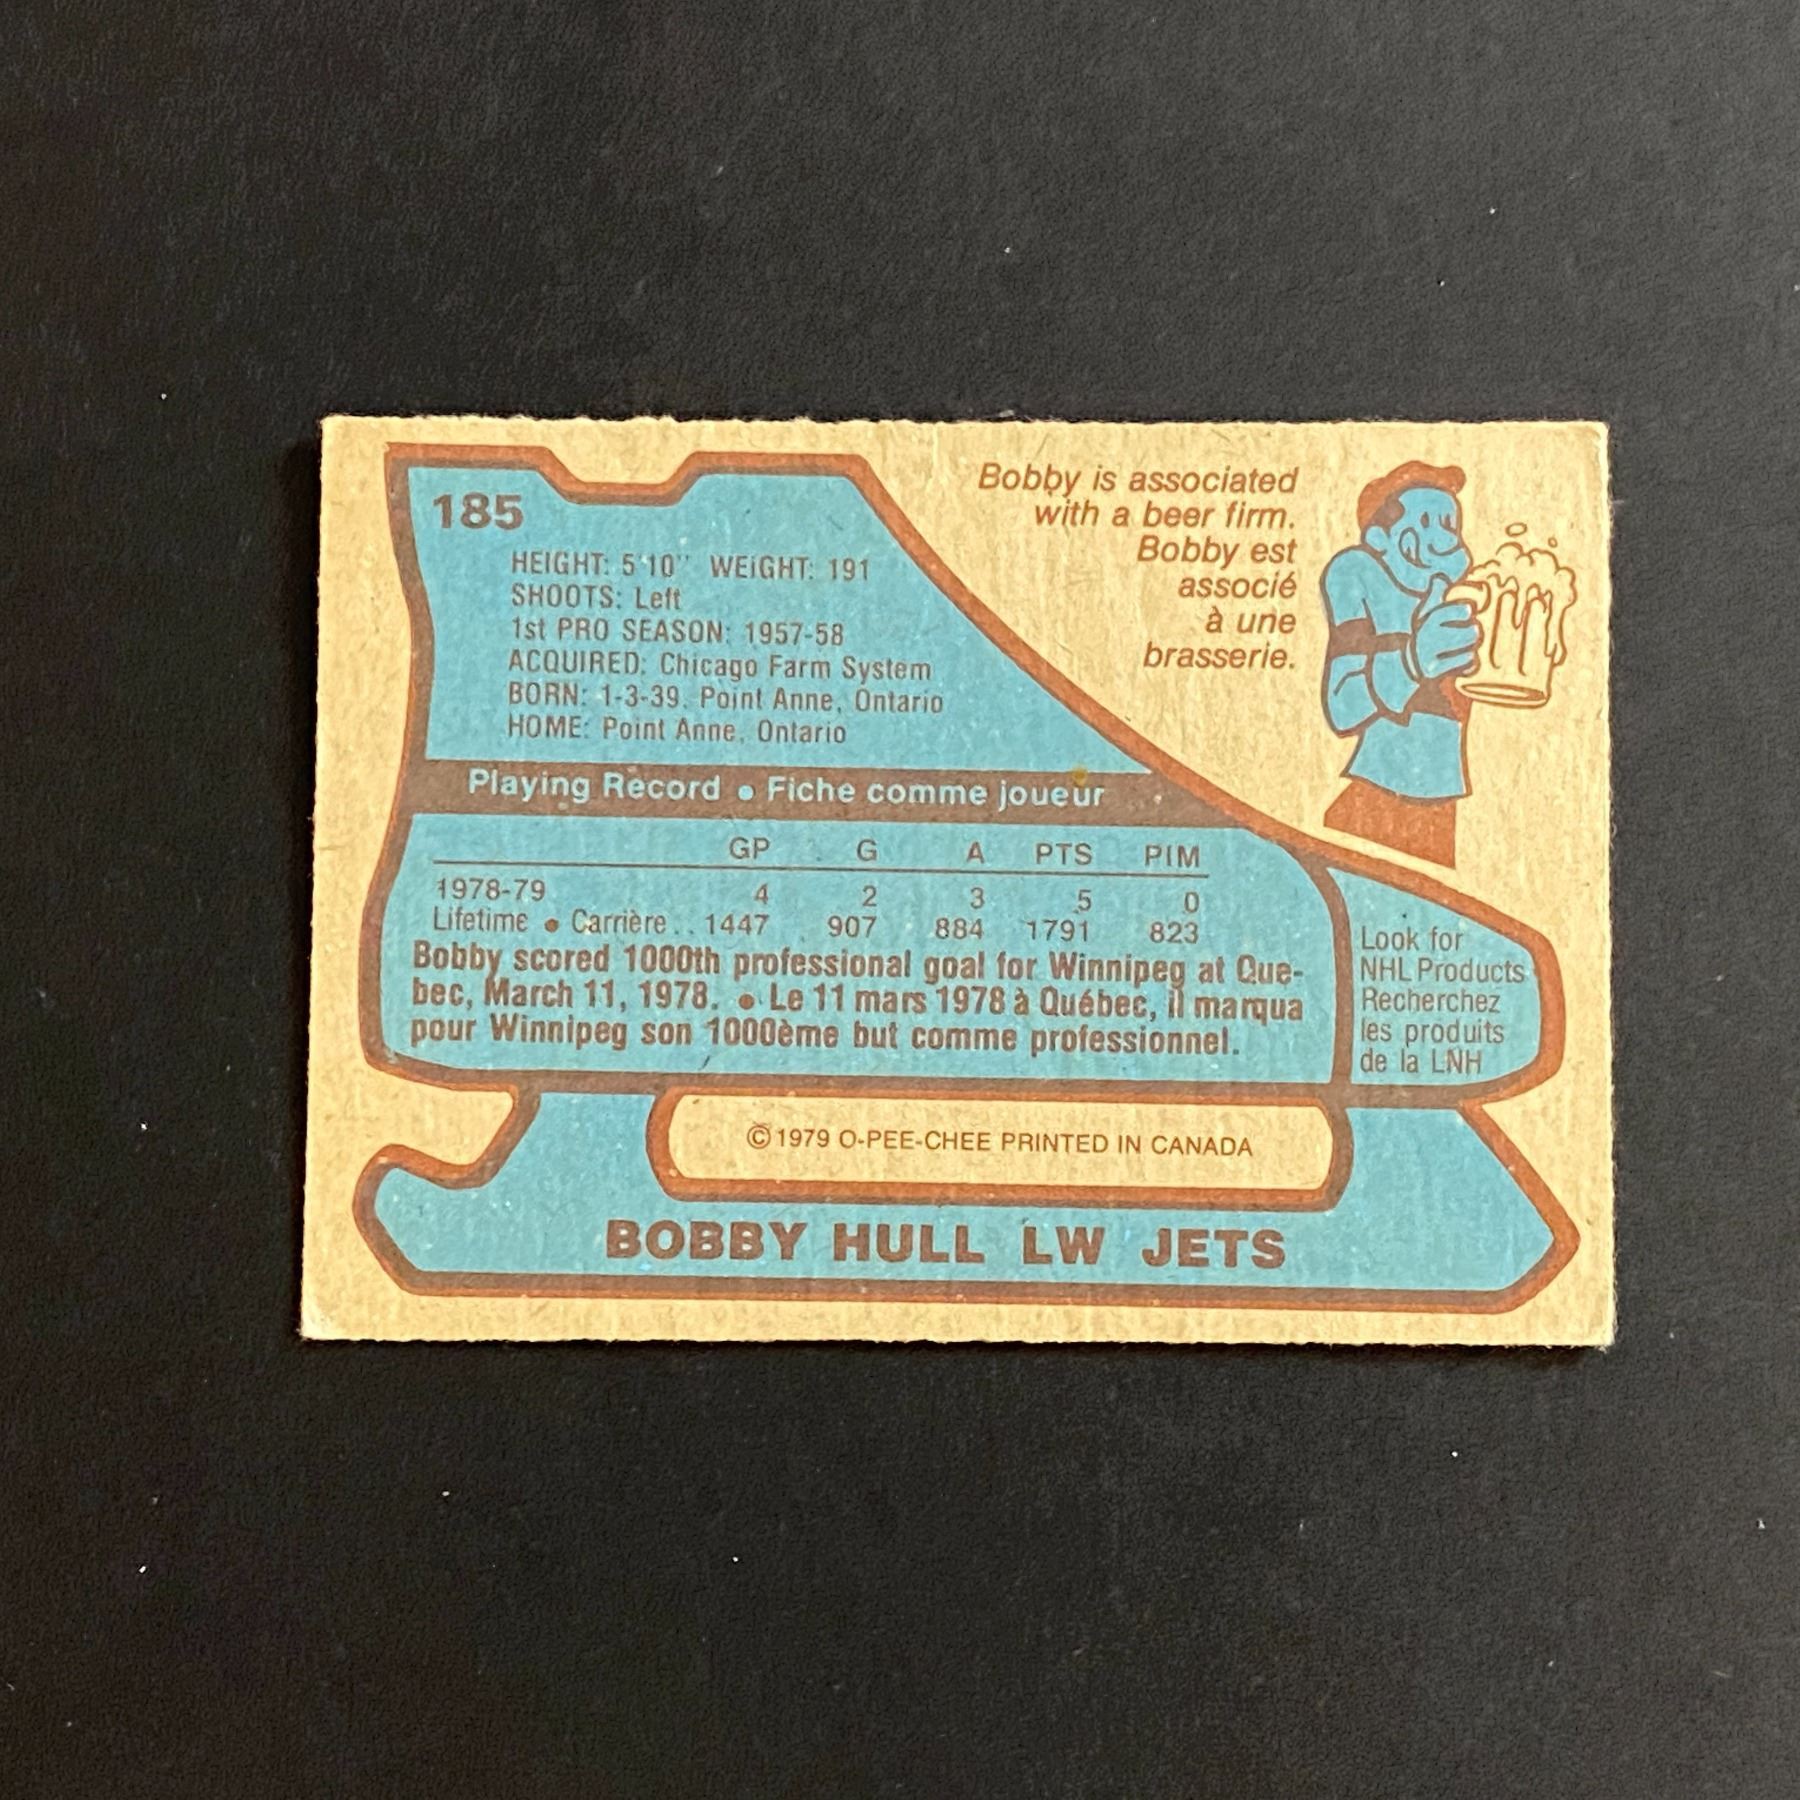 185
HEIGHT: 5'10" WEIGHT: 191
SHOOTS: Left
1st PRO SEASON: 1957-58
ACQUIRED: Chicago Farm System
BORN: 1-3-39. Point Anne, Ontario
HOME: Point Anne, Ontario
Bobby is associated
with a beer firm.
Bobby est
associé
à une
brasserie.
Playing Record • Fiche comme joueur
GP G A PTS PIM
1978-79 4 2 3 5 0
Lifetime • Carrière.. 1447 907 884 1791 823
Bobby scored 1000th professional goal for Winnipeg at Que-
bec, March 11, 1978. • Le 11 mars 1978 à Québec, il marqua
pour Winnipeg son 1000ème but comme professionnel.
Look for
NHL Products
Recherchez
les produits
de la LNH
© 1979 O-PEE-CHEE PRINTED IN CANADA
BOBBY HULL LW JETS